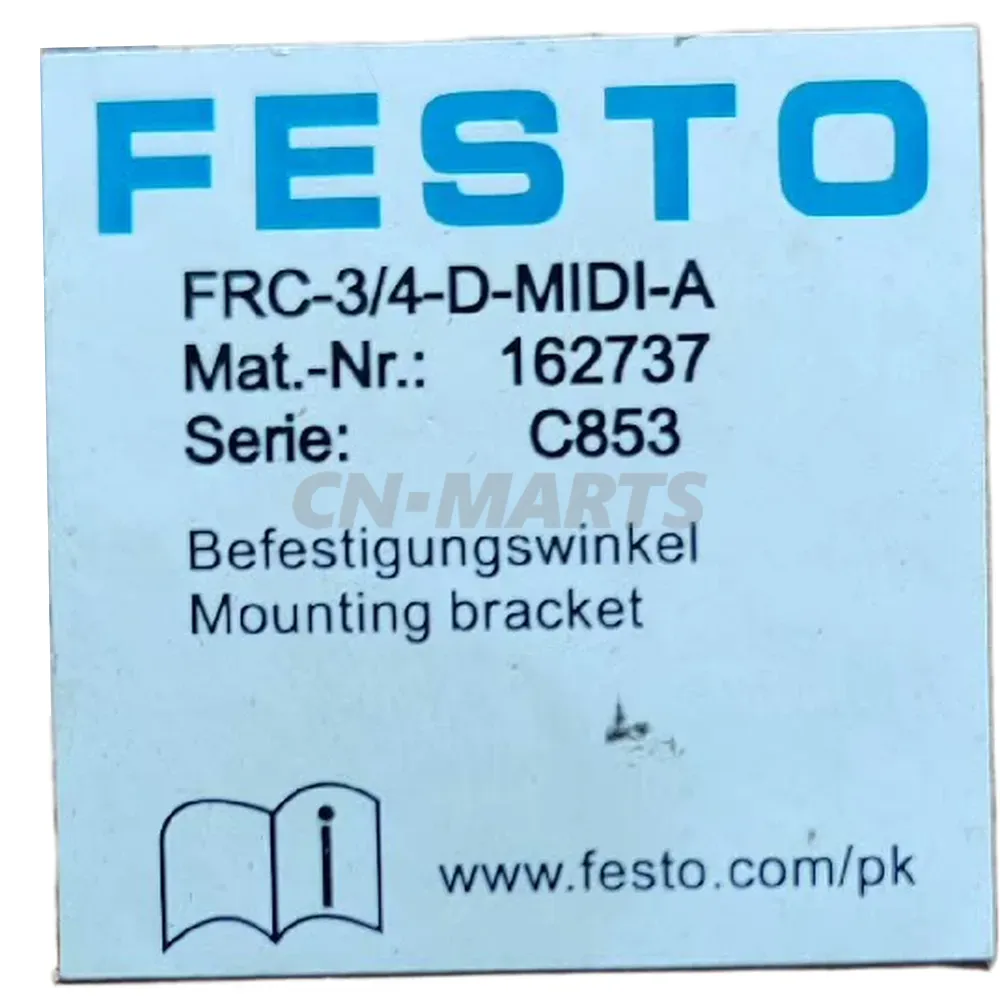 FESTO
FRC-3/4-D-MIDI-A
Mat.-Nr.: 162737
Serie: C853
CN-MARTS
Befestigungswinkel
Mounting bracket
i
www.festo.com/pk